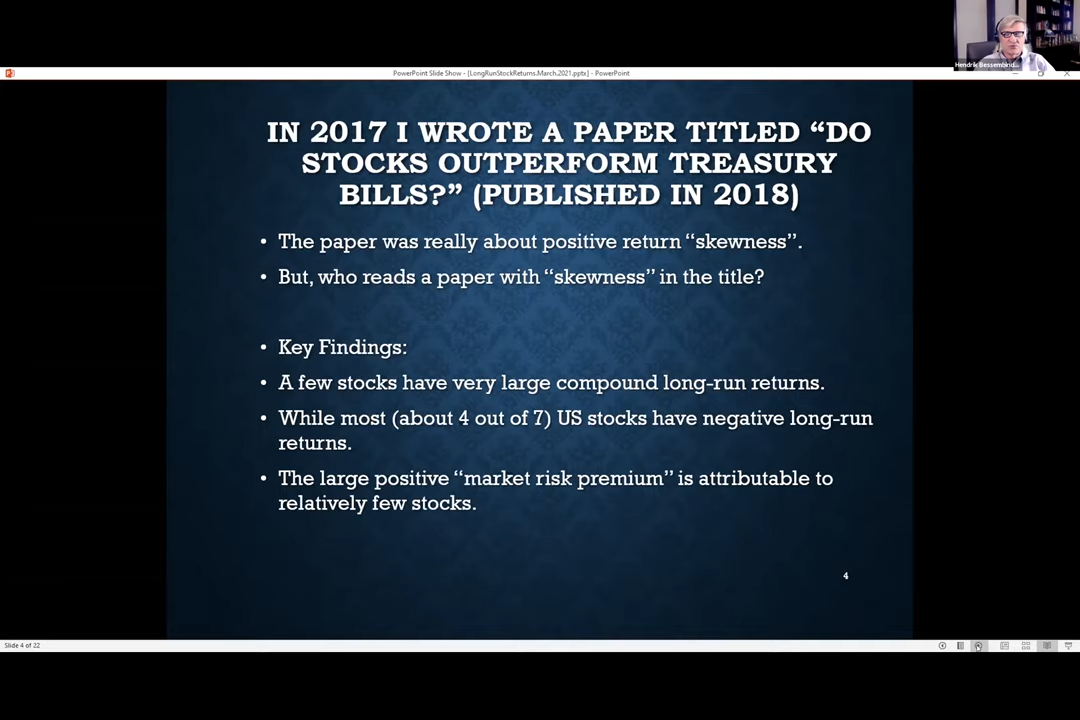 Hendrik Bessembind...
PowerPoint Slide Show - [LongRunStockReturns.March.2021.pptx] - PowerPoint
IN 2017 I WROTE A PAPER TITLED “DO
STOCKS OUTPERFORM TREASURY
BILLS?” (PUBLISHED IN 2018)
• The paper was really about positive return “skewness”.
• But, who reads a paper with “skewness” in the title?
• Key Findings:
• A few stocks have very large compound long-run returns.
• While most (about 4 out of 7) US stocks have negative long-run
returns.
• The large positive “market risk premium” is attributable to
relatively few stocks.
4
Slide 4 of 22